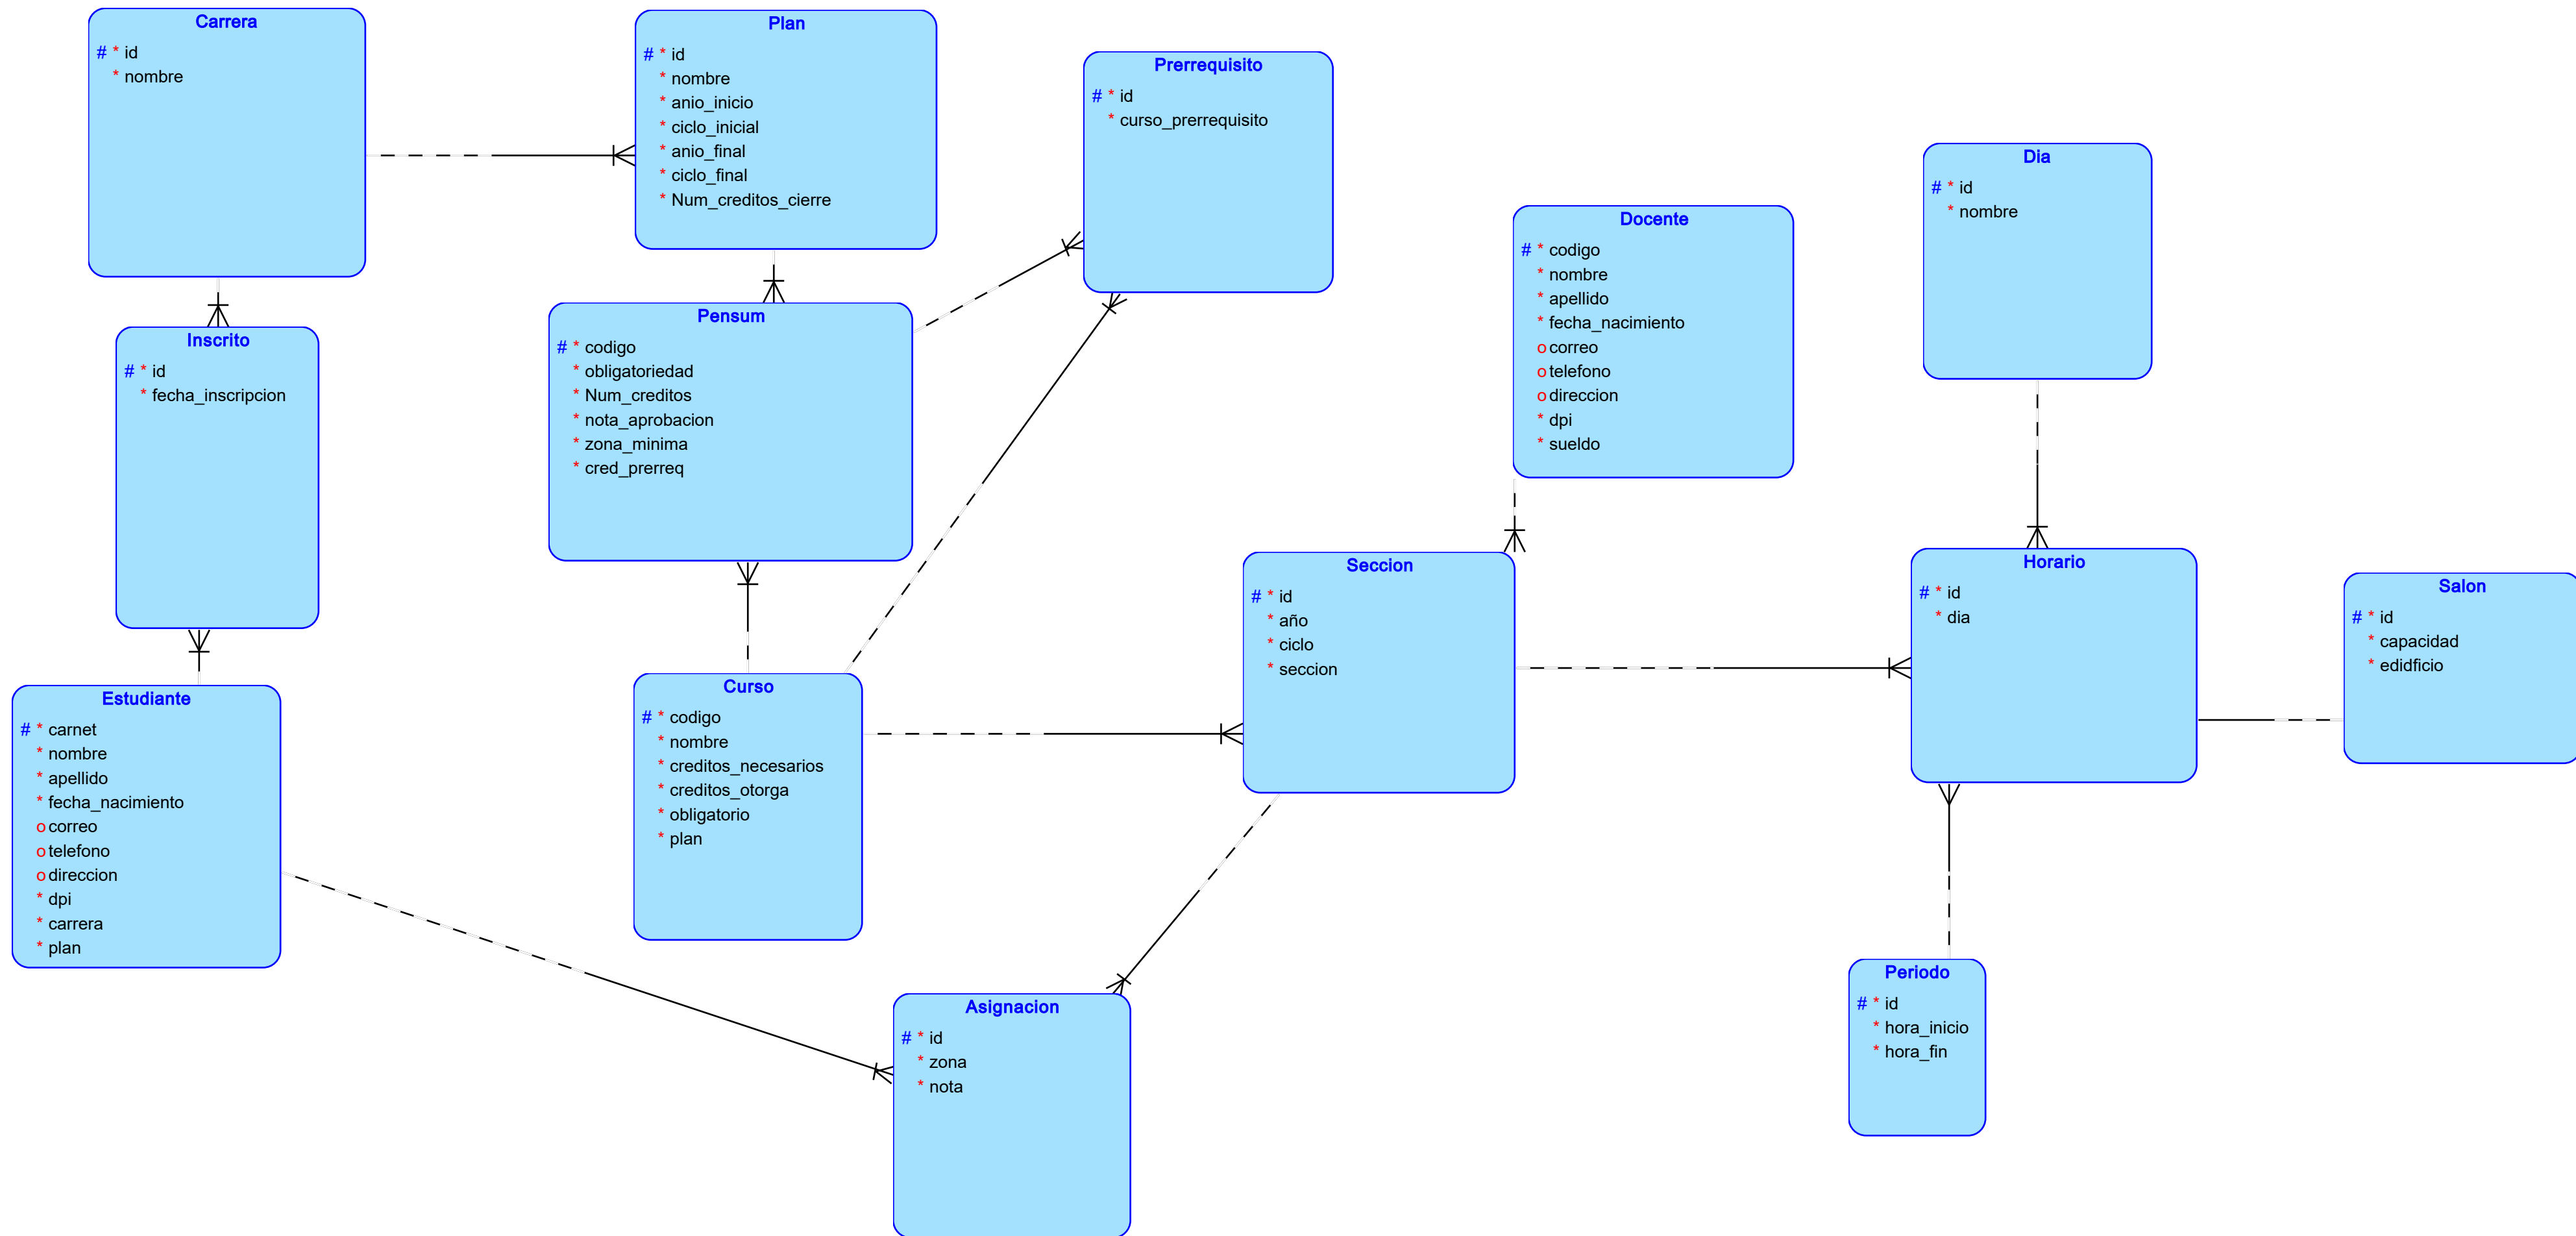 Carrera
# * id
* nombre
Plan
# * id
* nombre
* anio_inicio
* ciclo_inicial
* anio_final
* ciclo_final
* Num_creditos_cierre
Prerrequisito
# * id
* curso_prerrequisito
Dia
# * id
* nombre
Docente
# * codigo
* nombre
* apellido
* fecha_nacimiento
o correo
o telefono
o direccion
* dpi
* sueldo
Inscrito
# * id
* fecha_inscripcion
Pensum
# * codigo
* obligatoriedad
* Num_creditos
* nota_aprobacion
* zona_minima
* cred_prerreq
Seccion
# * id
* año
* ciclo
* seccion
Horario
# * id
* dia
Salon
# * id
* capacidad
* edidficio
Estudiante
# * carnet
* nombre
* apellido
* fecha_nacimiento
o correo
o telefono
o direccion
* dpi
* carrera
* plan
Curso
# * codigo
* nombre
* creditos_necesarios
* creditos_otorga
* obligatorio
* plan
Asignacion
# * id
* zona
* nota
Periodo
# * id
* hora_inicio
* hora_fin